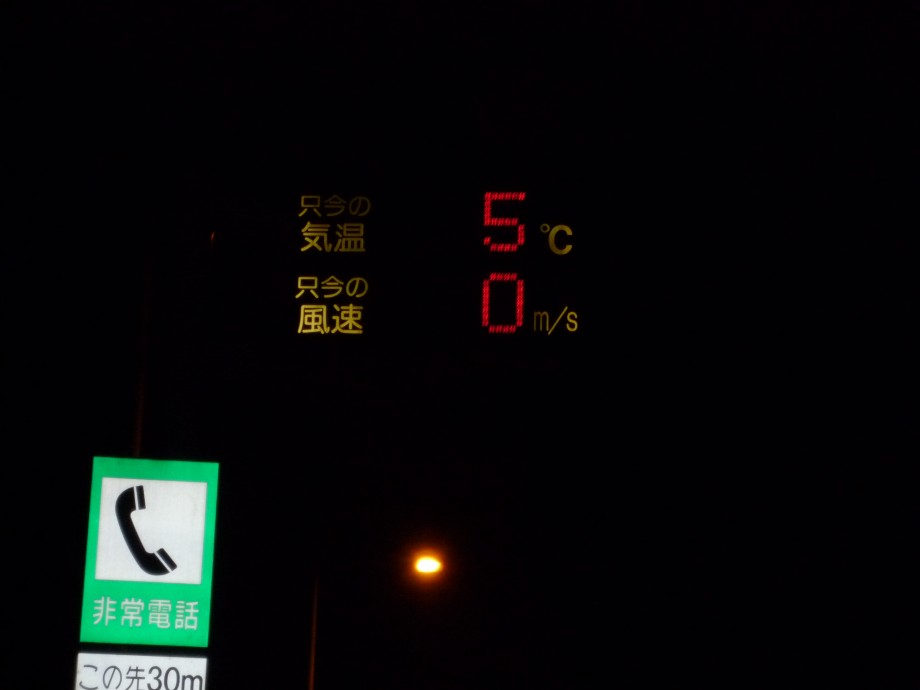 只今の
気温 5 ℃
只今の
風速 0 m/s
非常電話
この先30m